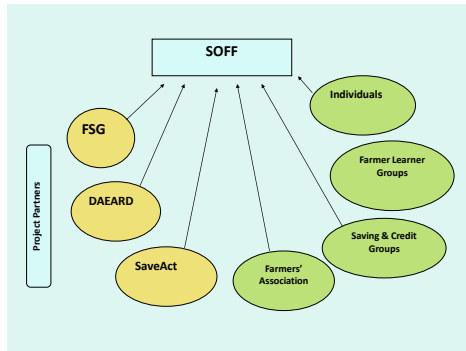 SOFF
Individuals
FSG
Farmer Learner
Groups
DAEARD
Project Partners
Saving & Credit
Groups
SaveAct
Farmers'
Association